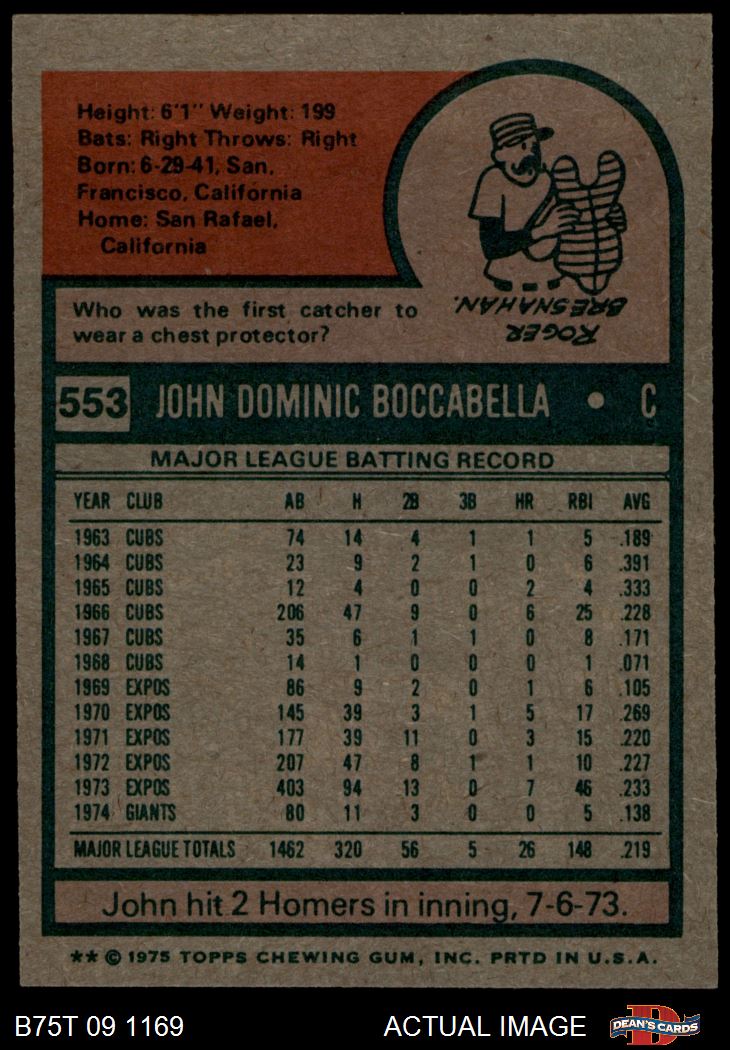 Height: 6'1" Weight: 199
Bats: Right Throws: Right
Born: 6-29-41, San,
Francisco, California
Home: San Rafael,
California
Who was the first catcher to
wear a chest protector?
ROGER
BRESNAHAN.
553 JOHN DOMINIC BOCCABELLA • C
MAJOR LEAGUE BATTING RECORD
YEAR CLUB AB H 2B 3B HR RBI AVG
1963 CUBS 74 14 4 1 1 5 .189
1964 CUBS 23 9 2 1 0 6 .391
1965 CUBS 12 4 0 0 2 4 .333
1966 CUBS 206 47 9 0 6 25 .228
1967 CUBS 35 6 1 1 0 8 .171
1968 CUBS 14 1 0 0 0 1 .071
1969 EXPOS 86 9 2 0 1 6 .105
1970 EXPOS 145 39 3 1 5 17 .269
1971 EXPOS 177 39 11 0 3 15 .220
1972 EXPOS 207 47 8 1 1 10 .227
1973 EXPOS 403 94 13 0 7 46 .233
1974 GIANTS 80 11 3 0 0 5 .138
MAJOR LEAGUE TOTALS 1462 320 56 5 26 148 .219
John hit 2 Homers in inning, 7-6-73.
** © 1975 TOPPS CHEWING GUM, INC. PRTD IN U.S.A.
B75T 09 1169 ACTUAL IMAGE D DEAN'S CARDS